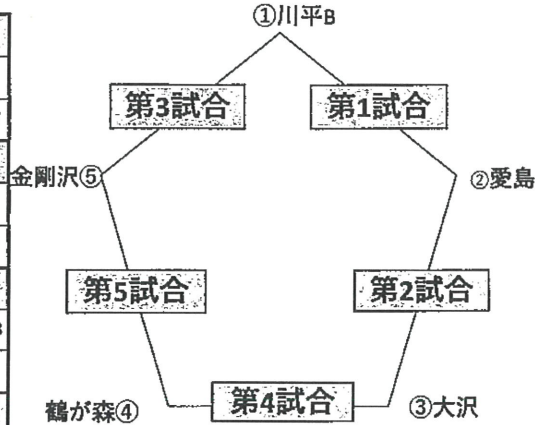 ①川平B
第3試合
第1試合
金剛沢⑤
②愛島
第5試合
第2試合
鶴が森④
第4試合
③大沢